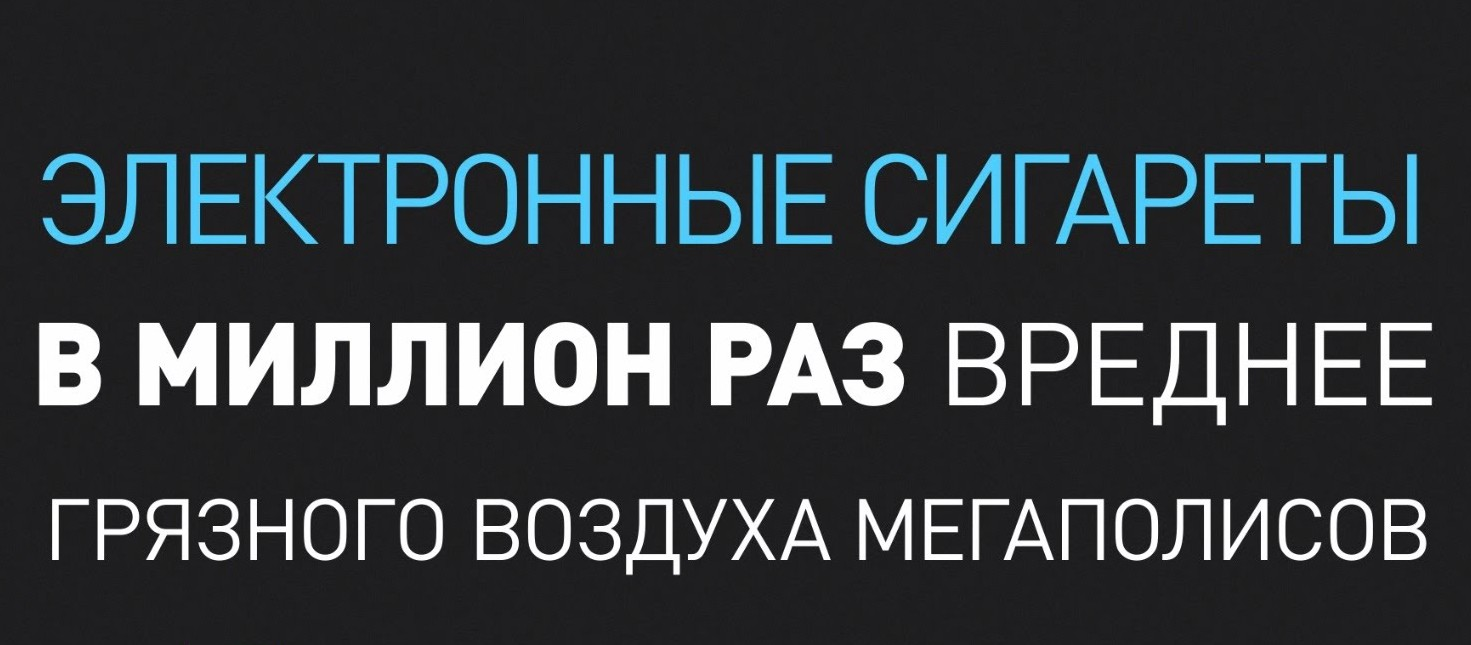 ЭЛЕКТРОННЫЕ СИГАРЕТЫ
В МИЛЛИОН РАЗ ВРЕДНЕЕ
ГРЯЗНОГО ВОЗДУХА МЕГАПОЛИСОВ